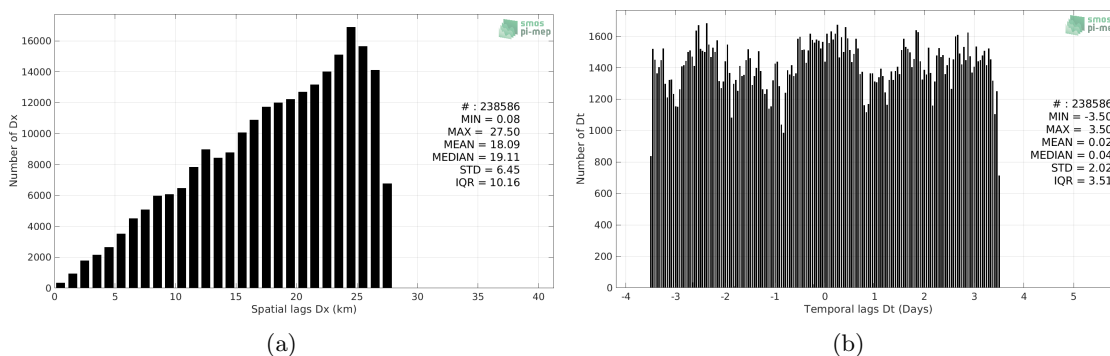 smos
pi-mep
16000
14000
12000
10000
8000
6000
4000
2000
0
Number of Dx
# : 238586
MIN = 0.08
MAX = 27.50
MEAN = 18.09
MEDIAN = 19.11
STD = 6.45
IQR = 10.16
0 5 10 15 20 25 30 35 40
Spatial lags Dx (km)
(a)
smos
pi-mep
1600
1400
1200
1000
800
600
400
200
0
Number of Dt
# : 238586
MIN = -3.50
MAX = 3.50
MEAN = 0.02
MEDIAN = 0.04
STD = 2.02
IQR = 3.51
-4 -3 -2 -1 0 1 2 3 4 5
Temporal lags Dt (Days)
(b)